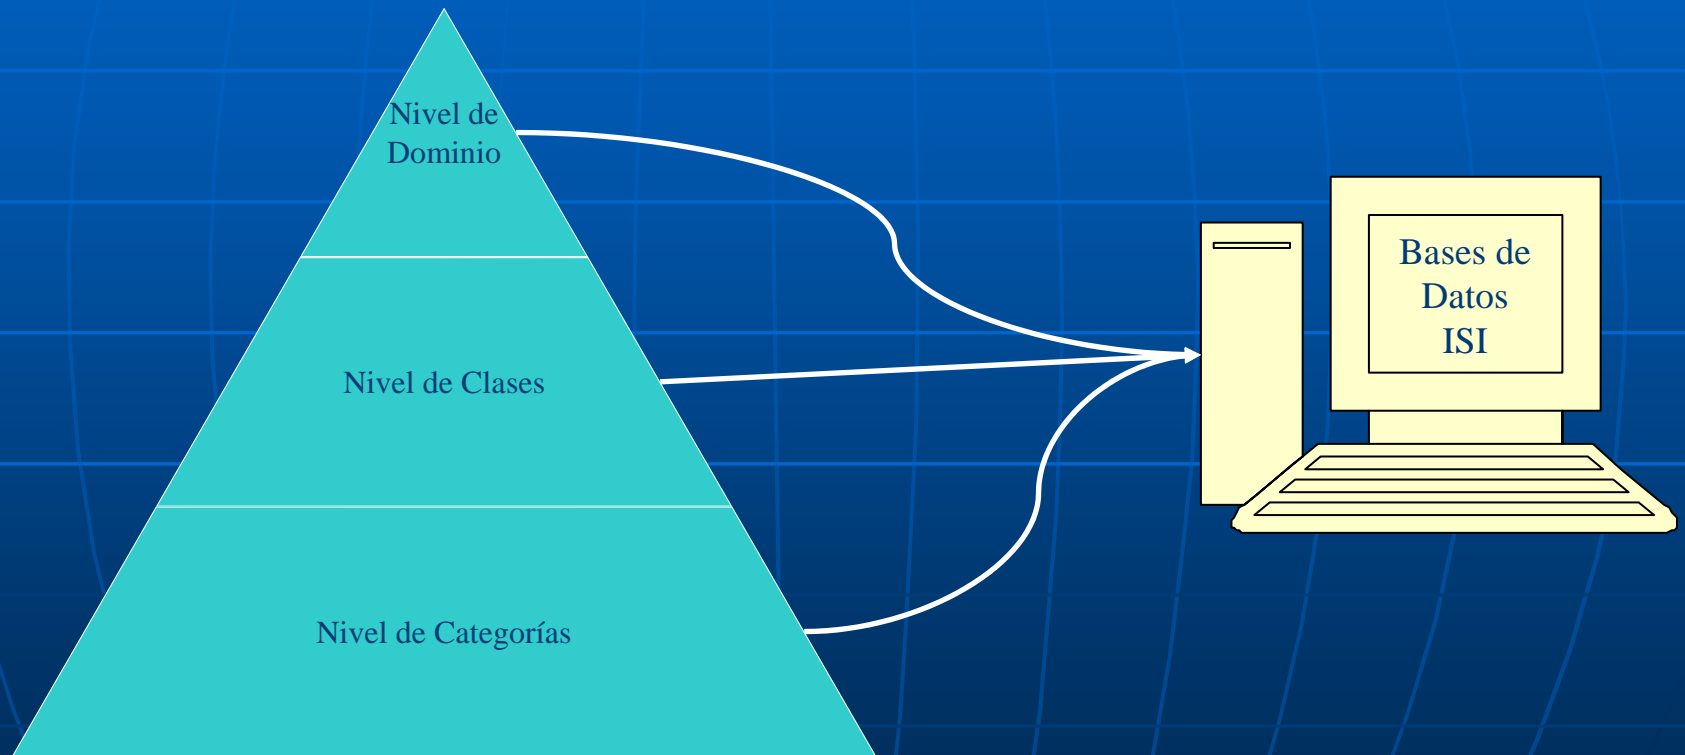 Nivel de
Dominio
Nivel de Clases
Nivel de Categorías
Bases de
Datos
ISI